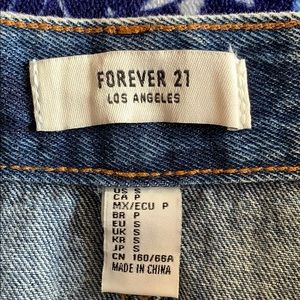 FOREVER 21
LOS ANGELES
US S
CA P
MX/ECU P
BR P
EU S
UK S
KR S
JP S
CN 160/66A
MADE IN CHINA